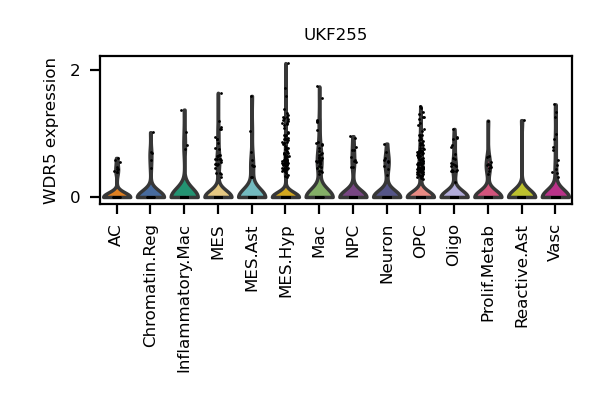 UKF255
WDR5 expression
2
0
AC
Chromatin.Reg
Inflammatory.Mac
MES
MES.Ast
MES.Hyp
Mac
NPC
Neuron
OPC
Oligo
Prolif.Metab
Reactive.Ast
Vasc